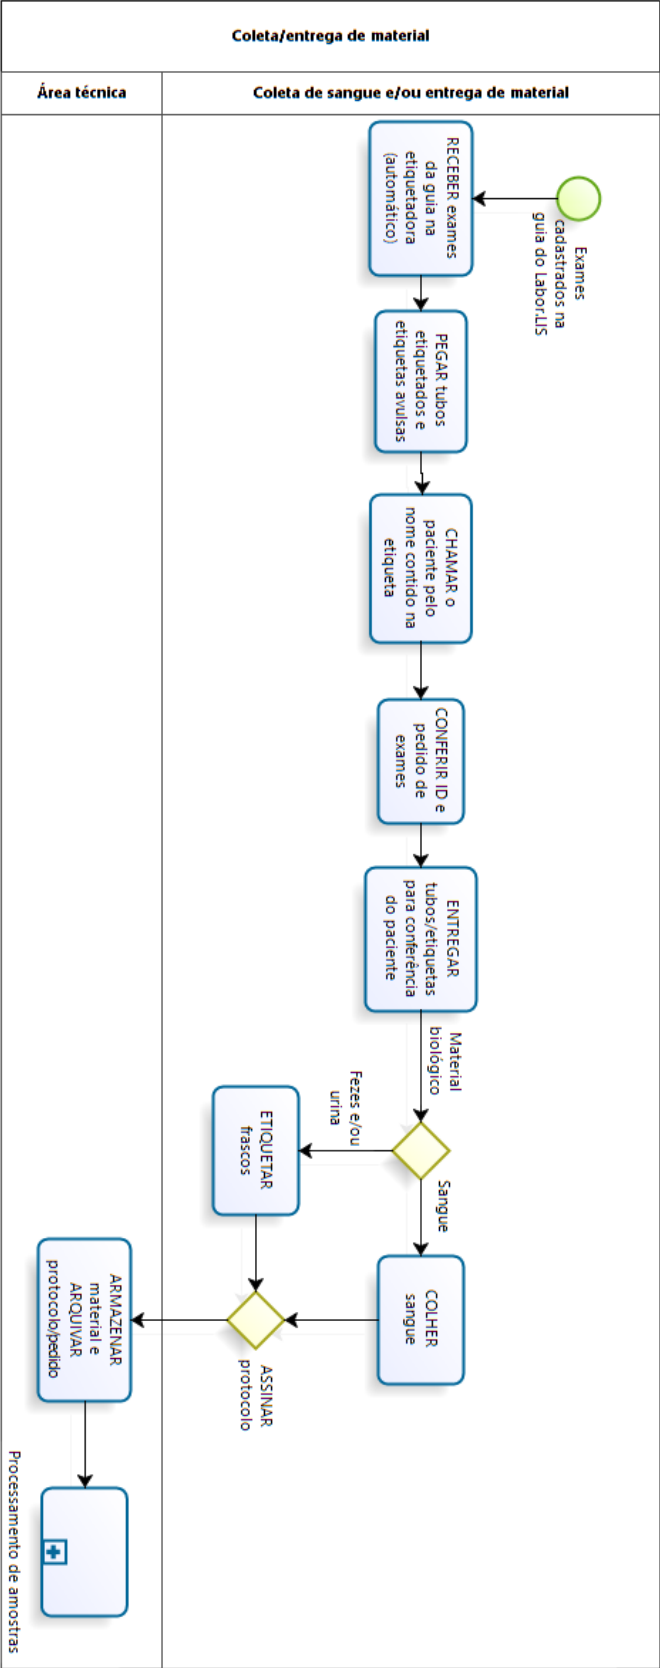 Coleta/entrega de material
Área técnica
Coleta de sangue e/ou entrega de material
Exames
cadastrados na
guia do Labor.LIS
RECEBER exames
da guia na
etiquetadora
(automático)
PEGAR tubos
etiquetados e
etiquetas avulsas
CHAMAR o
paciente pelo
nome contido na
etiqueta
CONFERIR ID e
pedido de
exames
ENTREGAR
tubos/etiquetas
para conferência
do paciente
Material
biológico
Fezes e/ou
urina
Sangue
ETIQUETAR
frascos
COLHER
sangue
ASSINAR
protocolo
ARMAZENAR
material e
ARQUIVAR
protocolo/pedido
Processamento de amostras